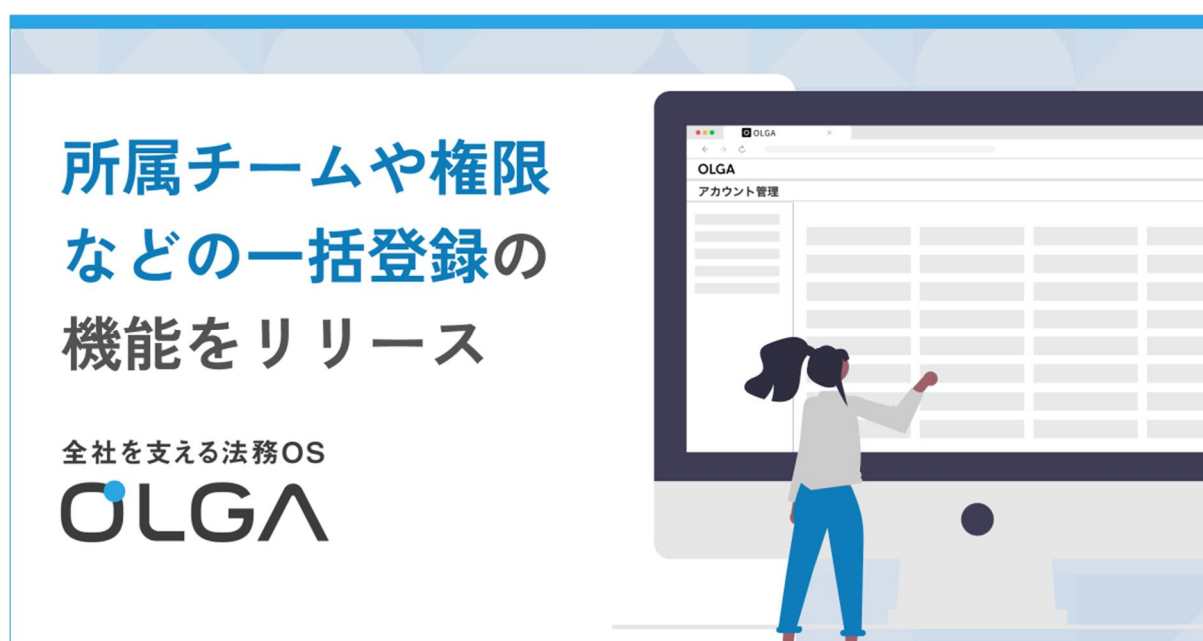 所属チームや権限
などの一括登録の
機能をリリース
全社を支える法務OS
OLGA
OLGA
OLGA
アカウント管理